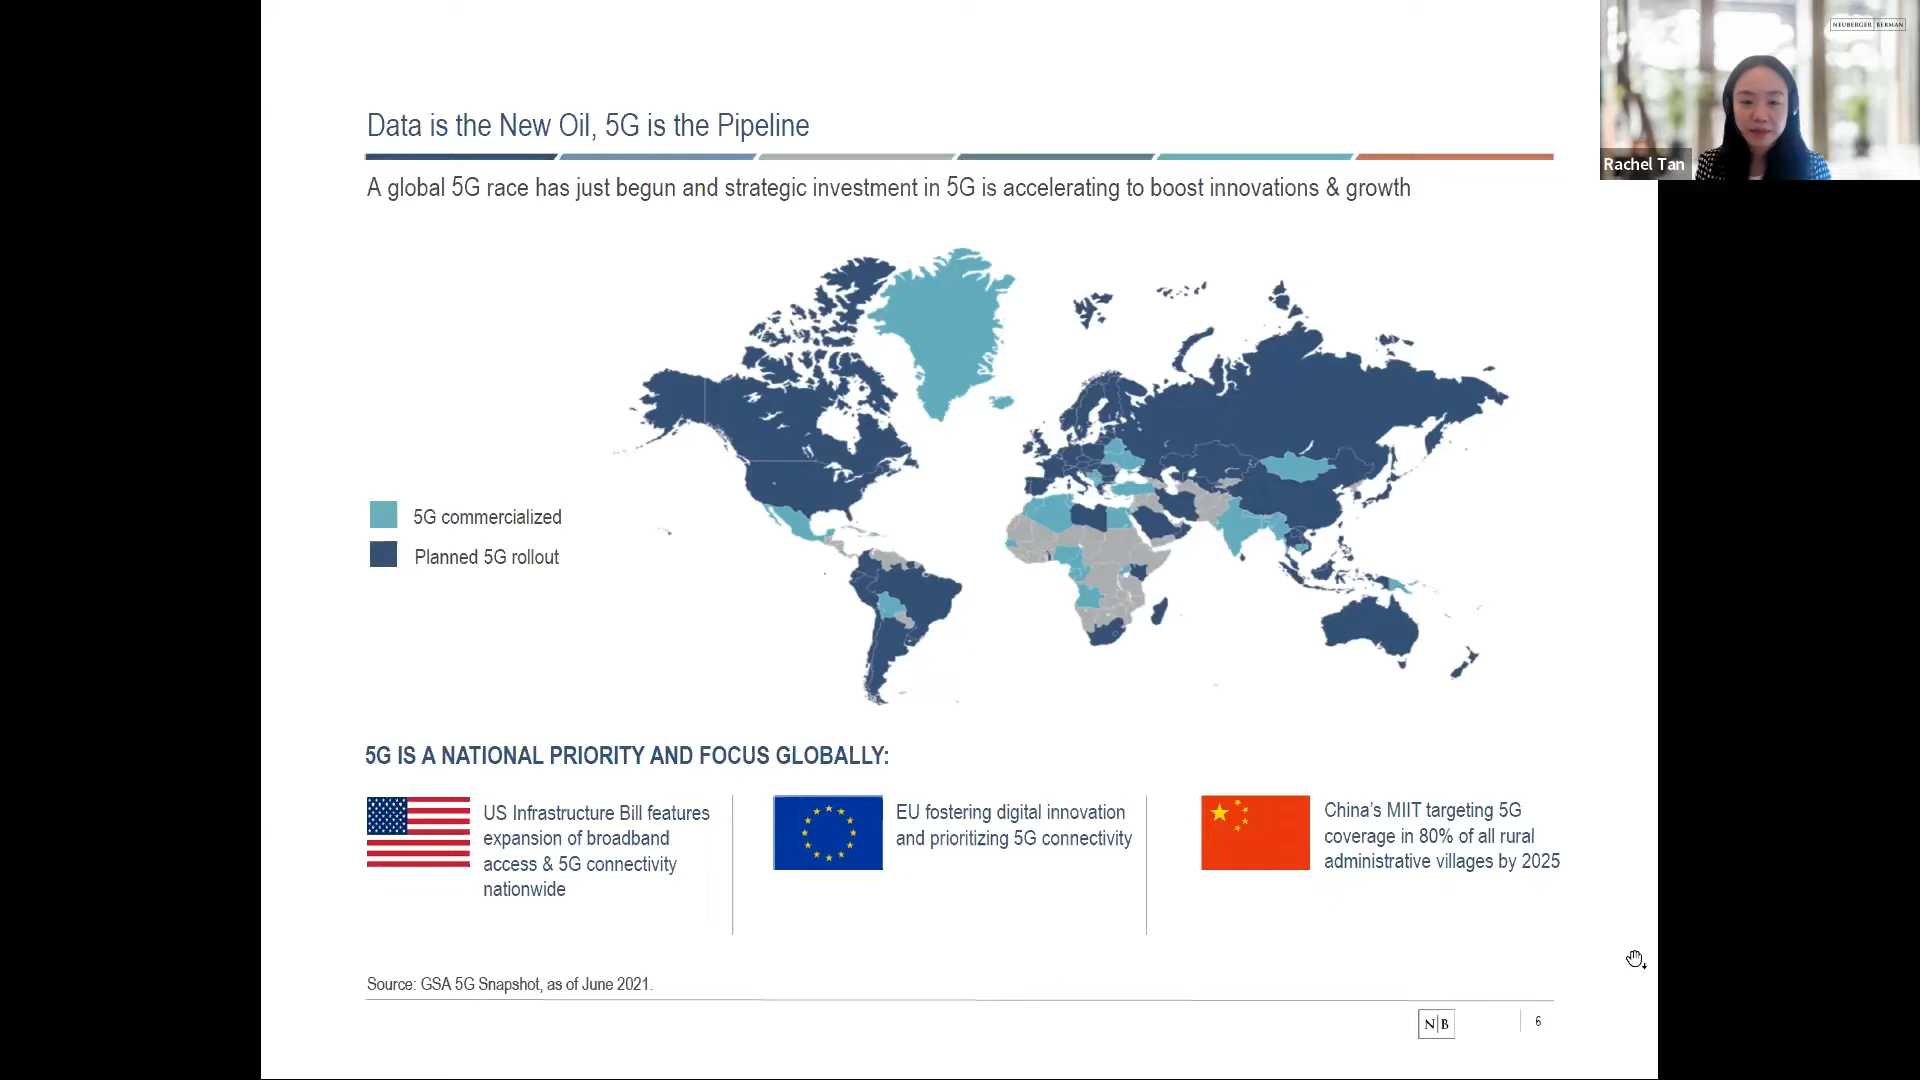 NEUBERGER BERMAN
Rachel Tan
Data is the New Oil, 5G is the Pipeline
A global 5G race has just begun and strategic investment in 5G is accelerating to boost innovations & growth
5G commercialized
Planned 5G rollout
5G IS A NATIONAL PRIORITY AND FOCUS GLOBALLY:
US Infrastructure Bill features
expansion of broadband
access & 5G connectivity
nationwide
EU fostering digital innovation
and prioritizing 5G connectivity
China's MIIT targeting 5G
coverage in 80% of all rural
administrative villages by 2025
Source: GSA 5G Snapshot, as of June 2021.
N|B
6